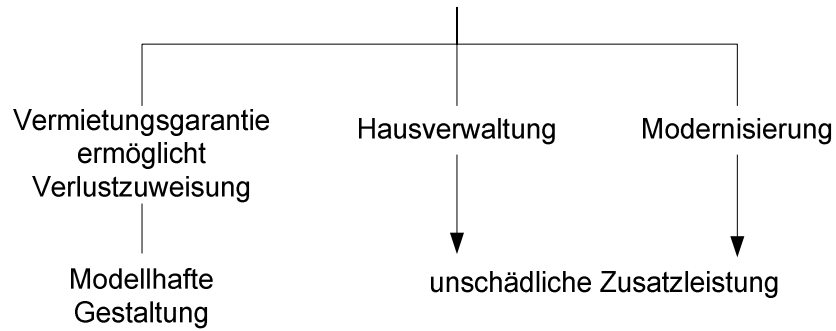 Vermietungsgarantie
ermöglicht
Verlustzuweisung
Hausverwaltung
Modernisierung
Modellhafte
Gestaltung
unschädliche Zusatzleistung